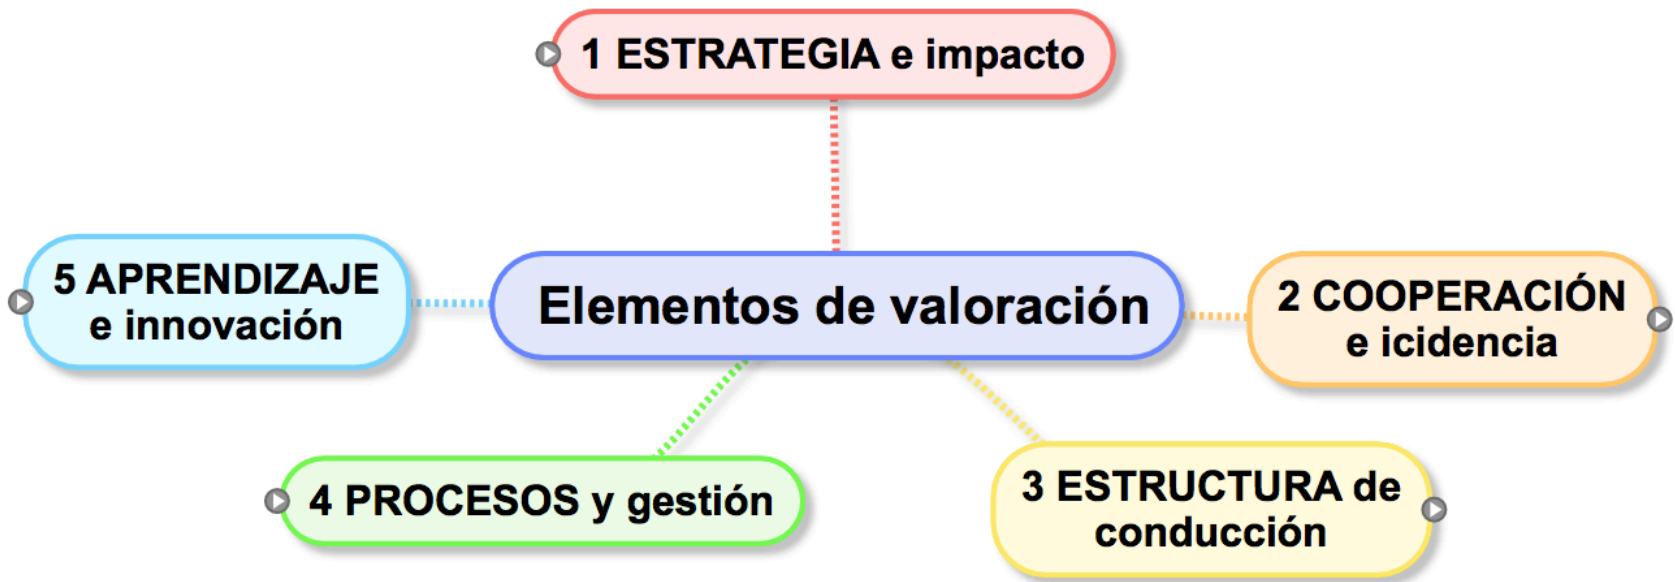 1 ESTRATEGIA e impacto
5 APRENDIZAJE
e innovación
Elementos de valoración
2 COOPERACIÓN
e icidencia
4 PROCESOS y gestión
3 ESTRUCTURA de
conducción